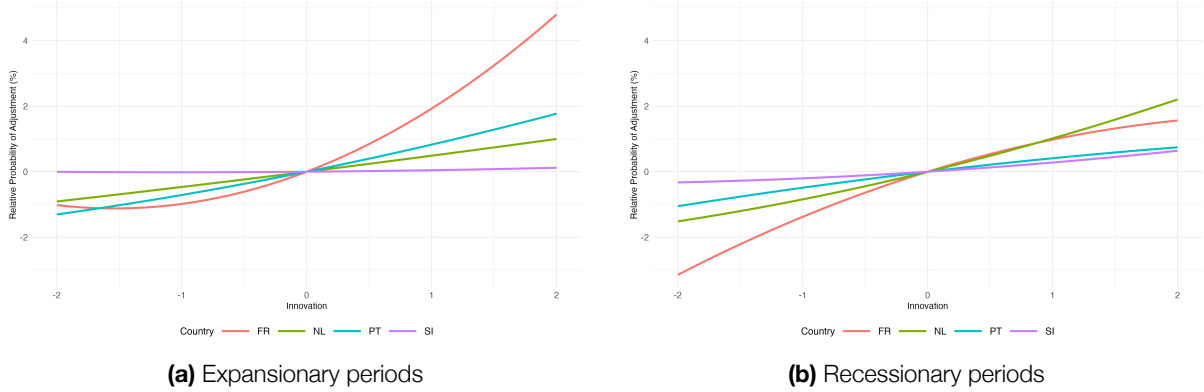 Relative Probability of Adjustment (%)
4
2
0
-2
-2 -1 0 1 2
Innovation
Country FR NL PT SI
(a) Expansionary periods
Relative Probability of Adjustment (%)
4
2
0
-2
-2 -1 0 1 2
Innovation
Country FR NL PT SI
(b) Recessionary periods